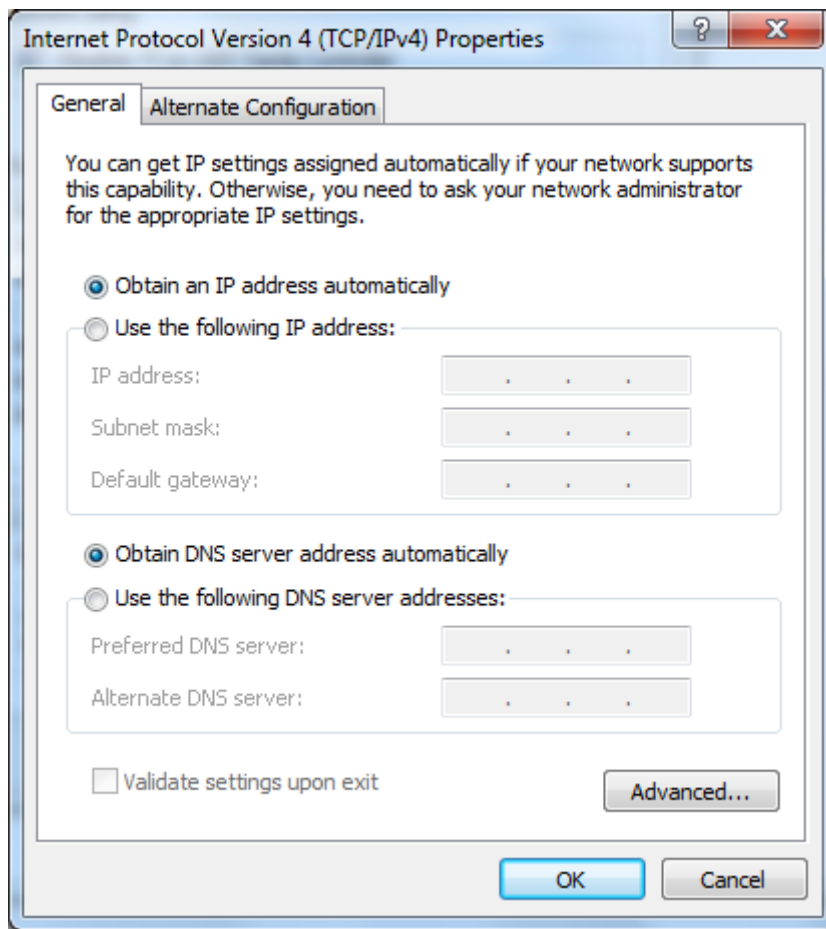 Internet Protocol Version 4 (TCP/IPv4) Properties
General
Alternate Configuration
You can get IP settings assigned automatically if your network supports
this capability. Otherwise, you need to ask your network administrator
for the appropriate IP settings.
Obtain an IP address automatically
Use the following IP address:
IP address:
Subnet mask:
Default gateway:
Obtain DNS server address automatically
Use the following DNS server addresses:
Preferred DNS server:
Alternate DNS server:
Validate settings upon exit
Advanced...
OK
Cancel